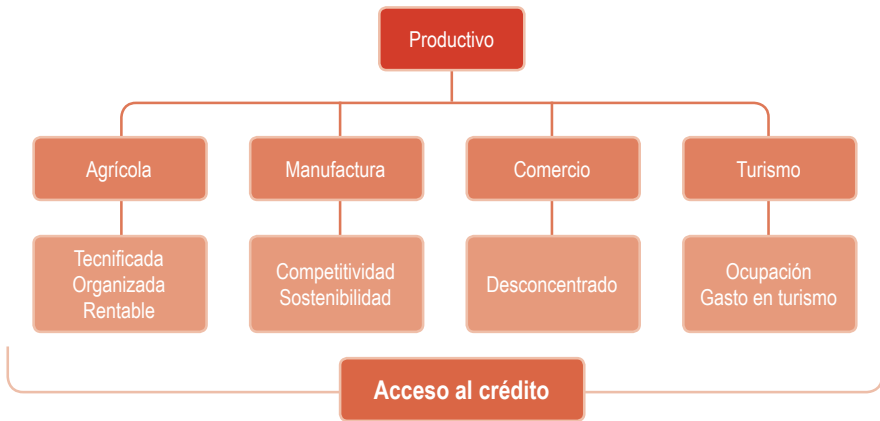 Productivo
Agrícola
Manufactura
Comercio
Turismo
Tecnificada
Organizada
Rentable
Competitividad
Sostenibilidad
Desconcentrado
Ocupación
Gasto en turismo
Acceso al crédito